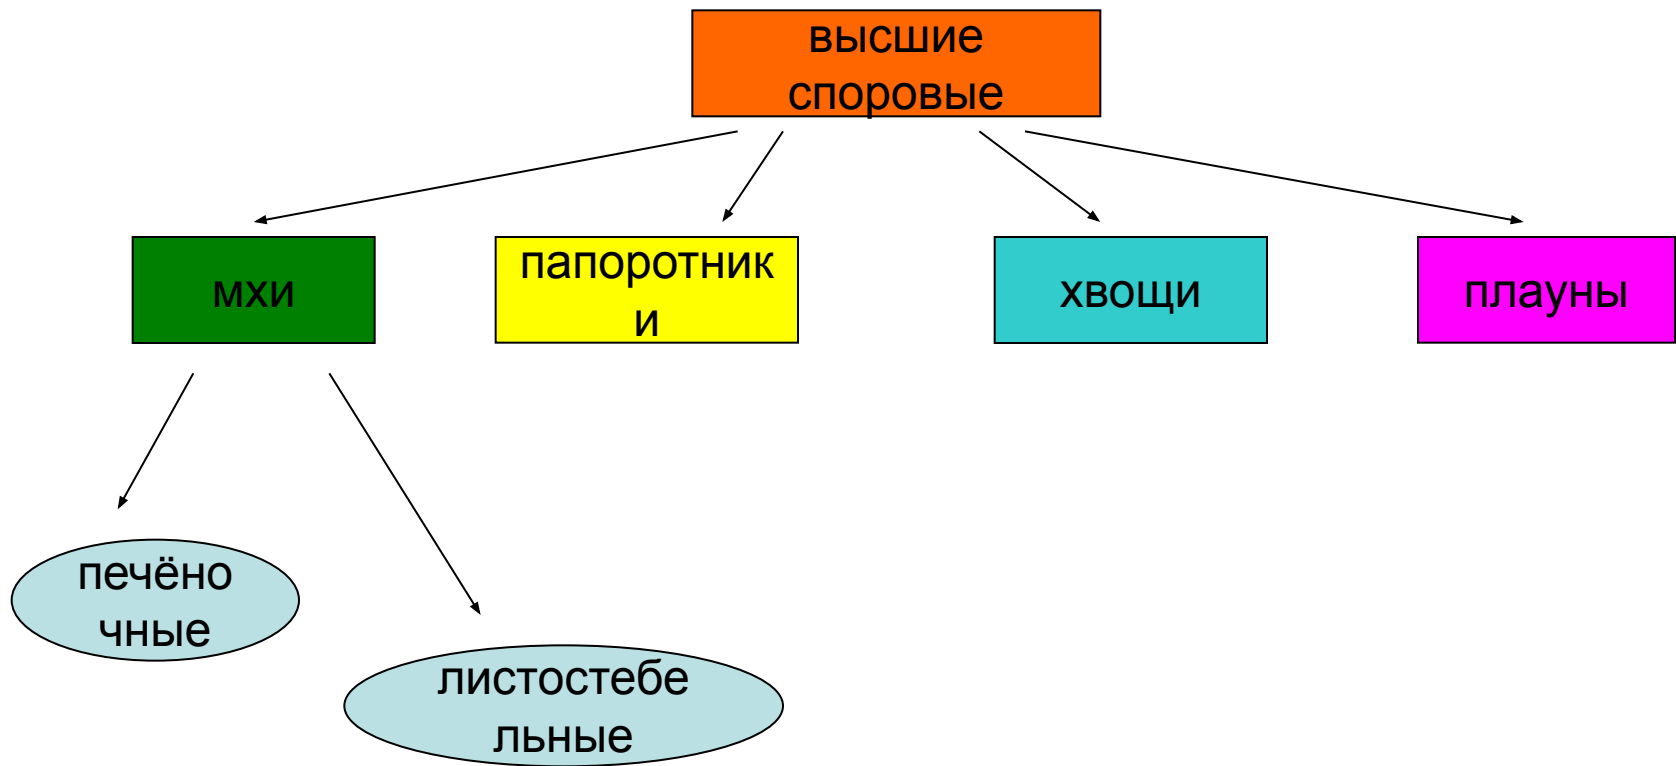 высшие
споровые
мхи
папоротник
и
хвощи
плауны
печёно
чные
листостебе
льные